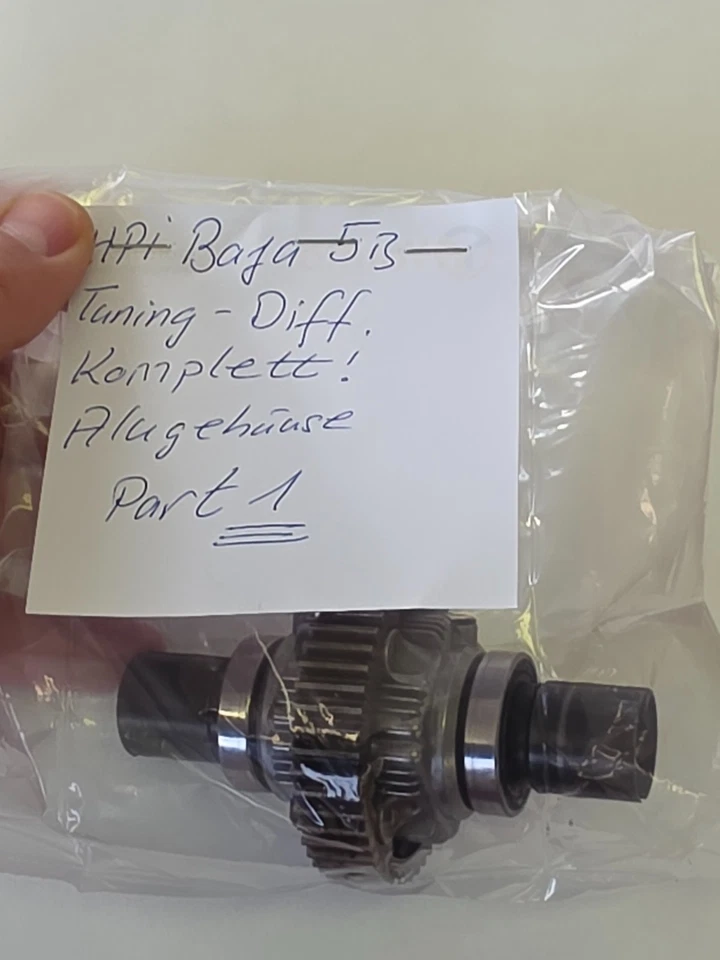 HPi Baja 5B
Tuning - Diff.
Komplett!
Alugehäuse
Part 1